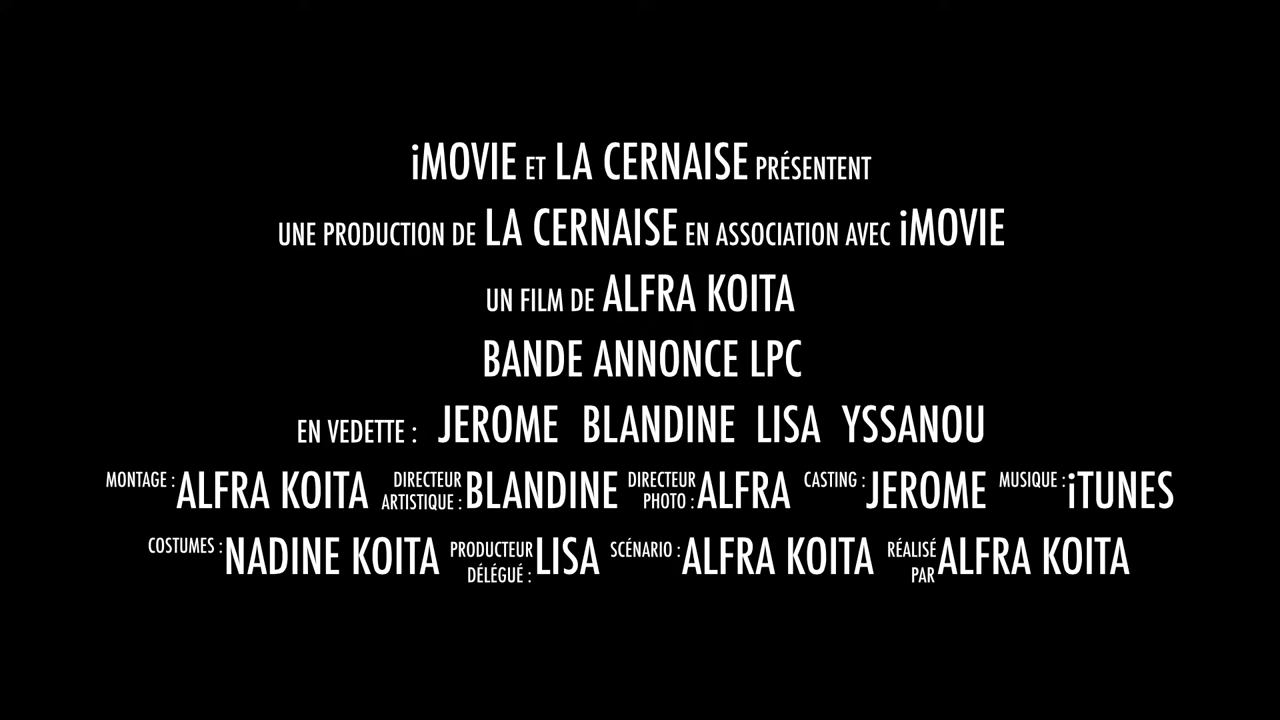 iMOVIE ET LA CERNAISE PRÉSENTENT
UNE PRODUCTION DE LA CERNAISE EN ASSOCIATION AVEC iMOVIE
UN FILM DE ALFRA KOITA
BANDE ANNONCE LPC
EN VEDETTE : JEROME BLANDINE LISA YSSANOU
MONTAGE : ALFRA KOITA DIRECTEUR ARTISTIQUE : BLANDINE DIRECTEUR PHOTO : ALFRA CASTING : JEROME MUSIQUE : iTUNES
COSTUMES : NADINE KOITA PRODUCTEUR DÉLÉGUÉ : LISA SCÉNARIO : ALFRA KOITA RÉALISÉ PAR ALFRA KOITA